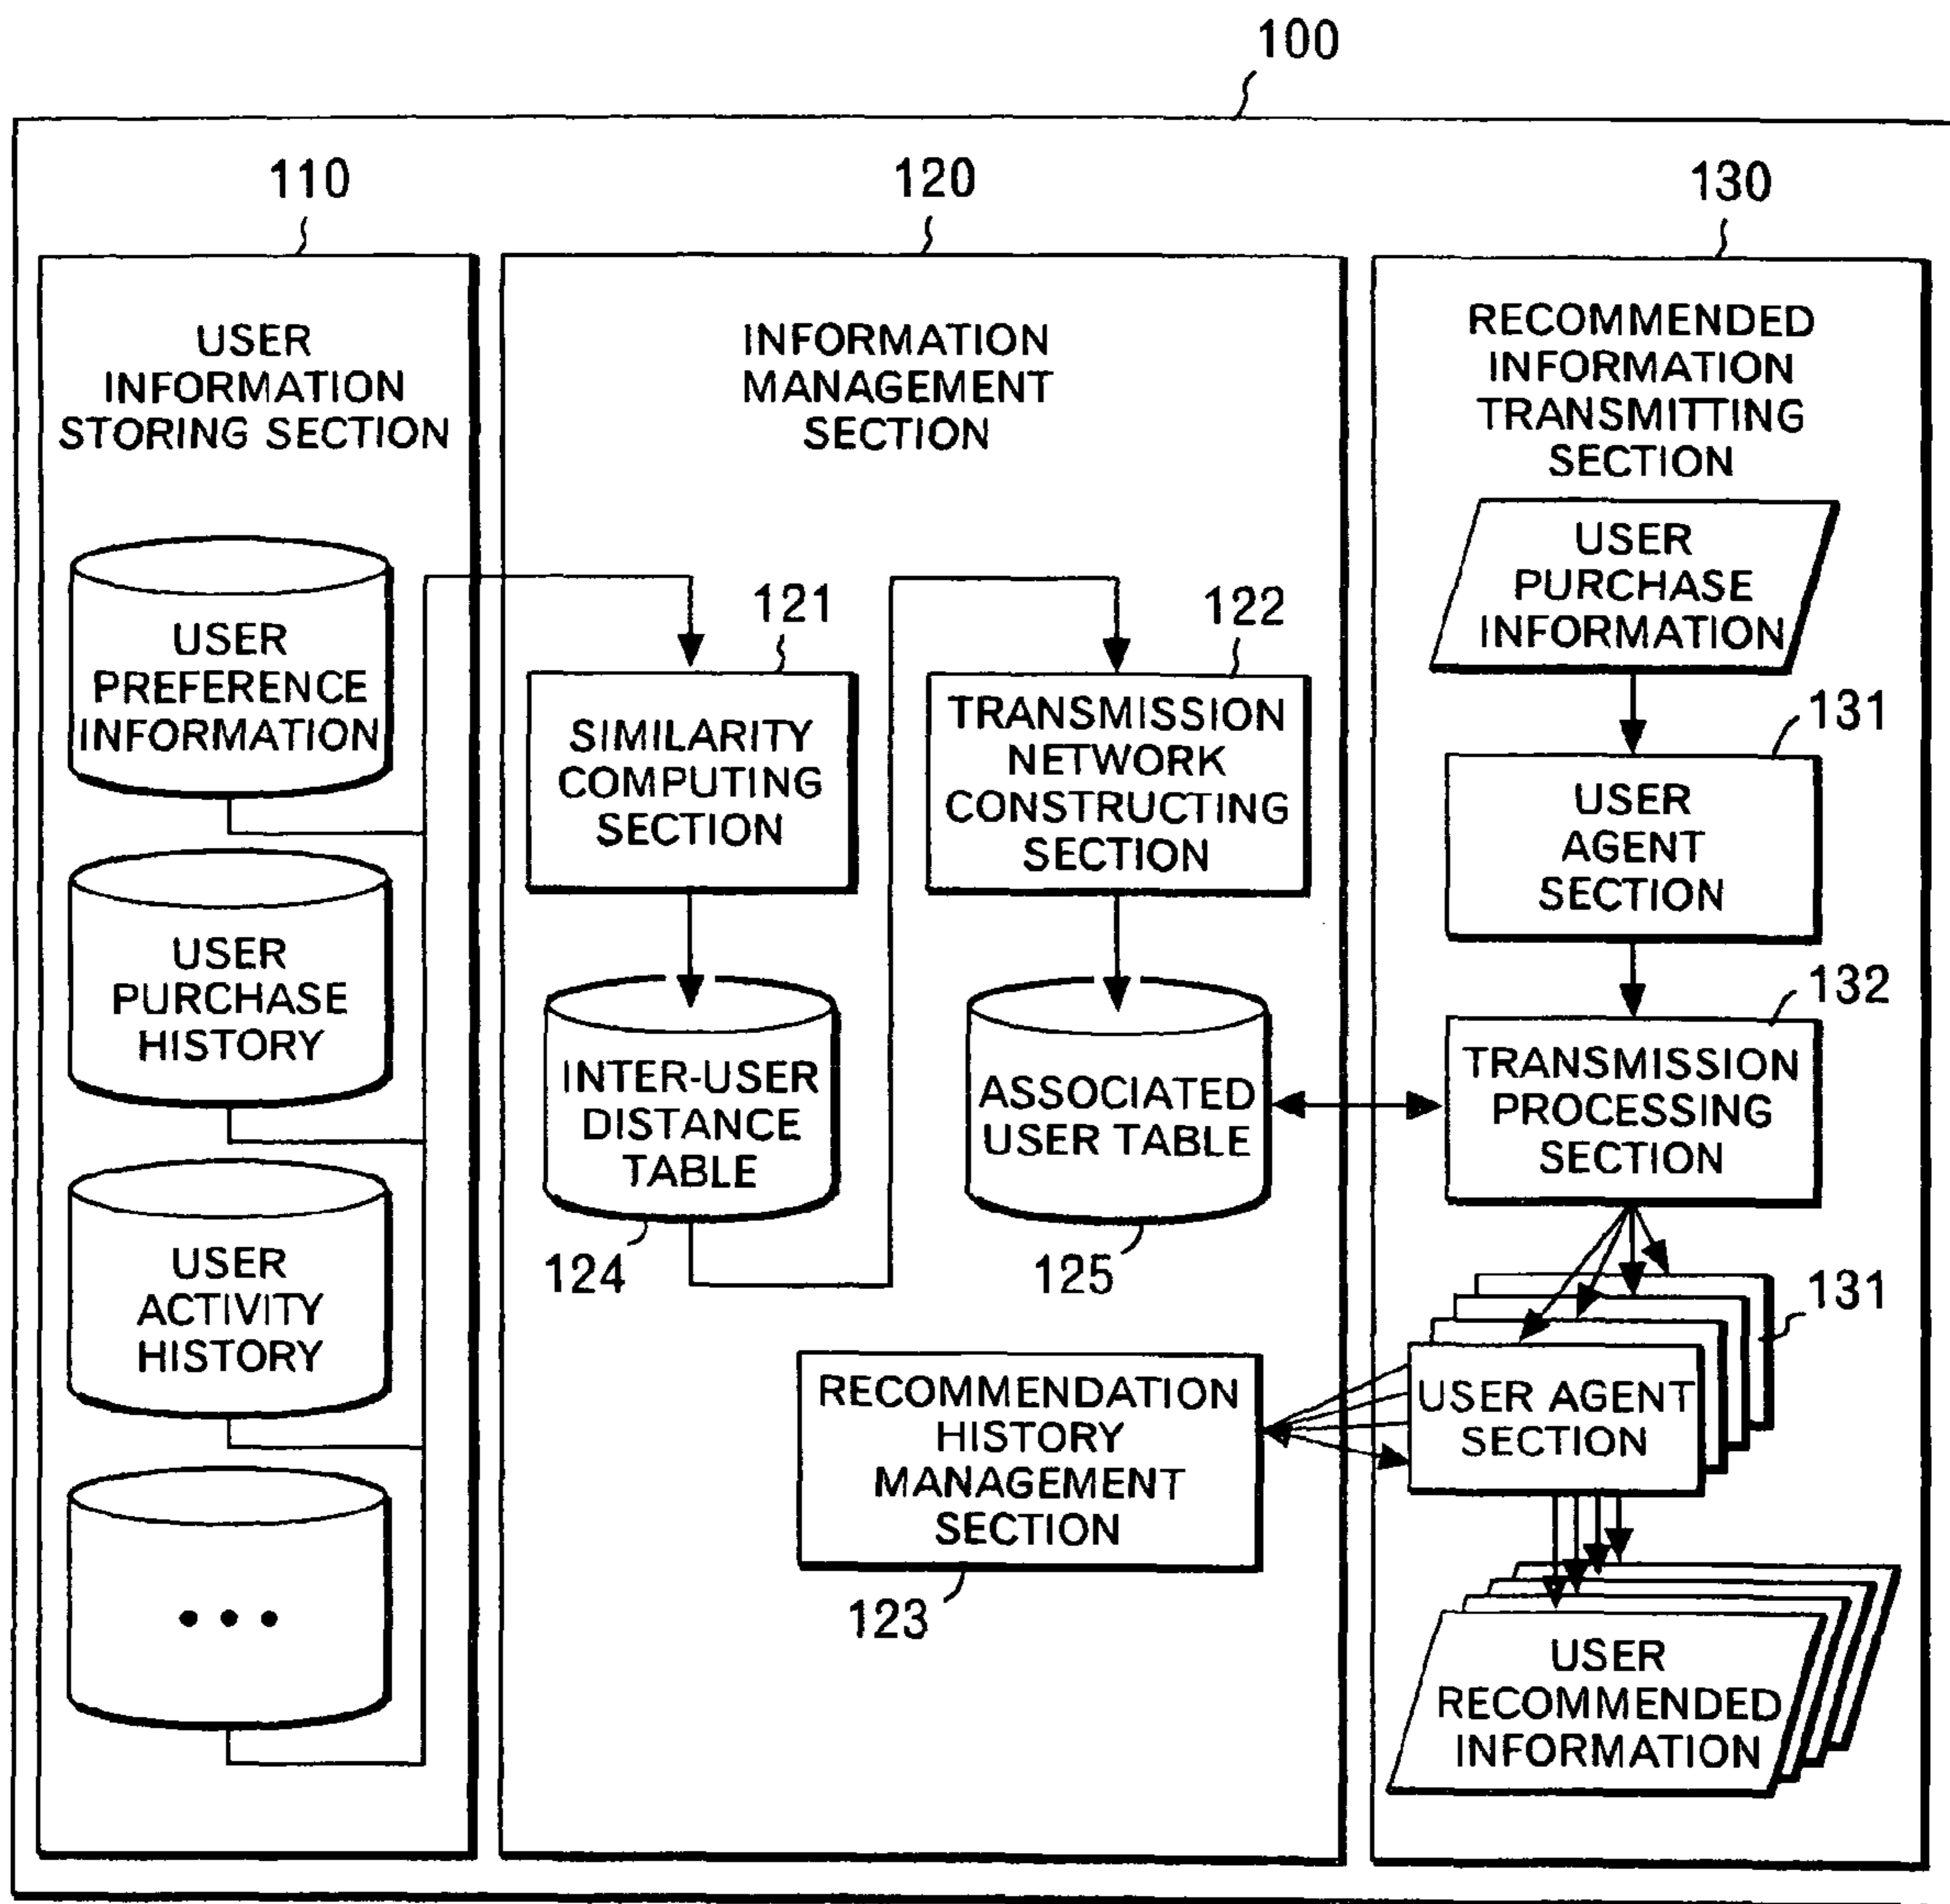 100
110
120
130
USER
INFORMATION
STORING SECTION
INFORMATION
MANAGEMENT
SECTION
RECOMMENDED
INFORMATION
TRANSMITTING
SECTION
USER
PREFERENCE
INFORMATION
USER
PURCHASE
HISTORY
USER
ACTIVITY
HISTORY
• • •
121
SIMILARITY
COMPUTING
SECTION
122
TRANSMISSION
NETWORK
CONSTRUCTING
SECTION
INTER-USER
DISTANCE
TABLE
124
ASSOCIATED
USER TABLE
125
RECOMMENDATION
HISTORY
MANAGEMENT
SECTION
123
USER
PURCHASE
INFORMATION
131
USER
AGENT
SECTION
132
TRANSMISSION
PROCESSING
SECTION
131
USER AGENT
SECTION
USER
RECOMMENDED
INFORMATION